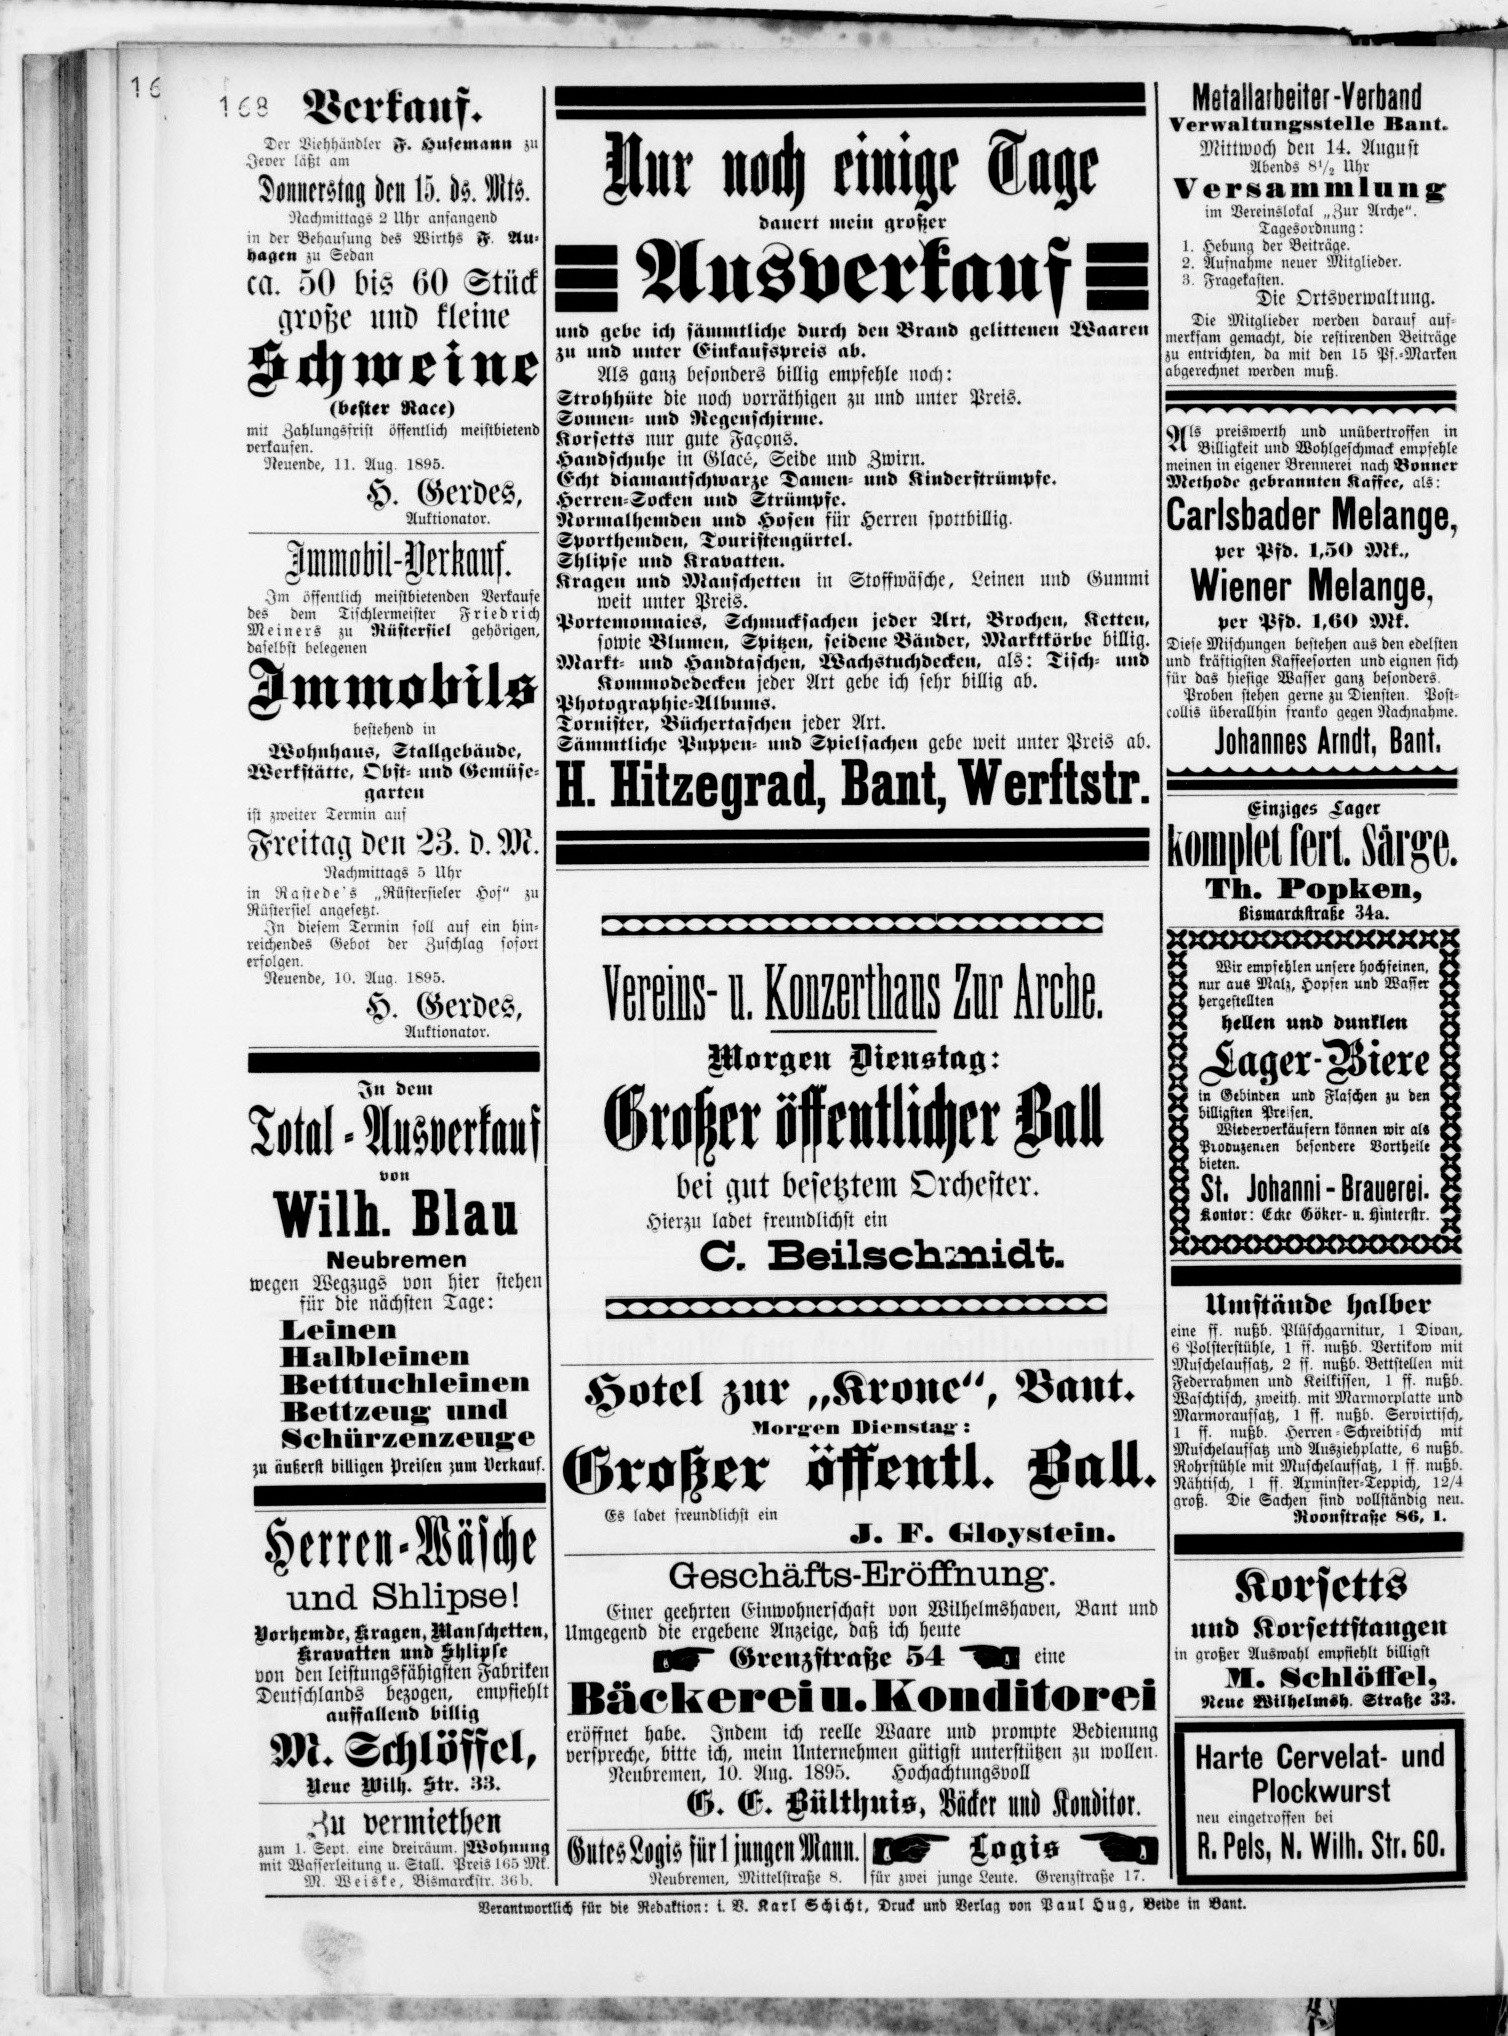 16
168
Verkauf.
Der Viehhändler F. Husemann zu
Jever läßt am
Donnerstag den 15. ds. Mts.
Nachmittags 2 Uhr anfangend
in der Behausung des Wirths F. Au-
hagen zu Sedan
ca. 50 bis 60 Stück
große und kleine
Schweine
(bester Race)
mit Zahlungsfrist öffentlich meistbietend
verkaufen.
Neuende, 11. Aug. 1895.
H. Gerdes,
Auktionator.
Immobil-Verkauf.
Im öffentlich meistbietenden Verkaufe
des dem Tischlermeister Friedrich
Meiners zu Rüstersiel gehörigen,
daselbst belegenen
Immobils
bestehend in
Wohnhaus, Stallgebäude,
Werkstätte, Obst- und Gemüse-
garten
ist zweiter Termin auf
Freitag den 23. d. M.
Nachmittags 5 Uhr
in Rastede's „Rüstersieler Hof" zu
Rüstersiel angesetzt.
In diesem Termin soll auf ein hin-
reichendes Gebot der Zuschlag sofort
erfolgen.
Neuende, 10. Aug. 1895.
H. Gerdes,
Auktionator.
In dem
Total-Ausverkauf
von
Wilh. Blau
Neubremen
wegen Wegzugs von hier stehen
für die nächsten Tage:
Leinen
Halbleinen
Betttuchleinen
Bettzeug und
Schürzenzeuge
zu äußerst billigen Preisen zum Verkauf.
Herren-Wäsche
und Shlipse!
Vorhemde, Kragen, Manschetten,
Kravatten und Shlipse
von den leistungsfähigsten Fabriken
Deutschlands bezogen, empfiehlt
auffallend billig
M. Schlöffel,
Neue Wilh. Str. 33.
Zu vermiethen
zum 1. Sept. eine dreiräum. Wohnung
mit Wasserleitung u. Stall. Preis 165 Mk.
M. Weiske, Bismarckstr. 36b.
Nur noch einige Tage
dauert mein großer
Ausverkauf
und gebe ich sämmtliche durch den Brand gelittenen Waaren
zu und unter Einkaufspreis ab.
Als ganz besonders billig empfehle noch:
Strohhüte die noch vorräthigen zu und unter Preis.
Sonnen- und Regenschirme.
Korsetts nur gute Façons.
Handschuhe in Glacé, Seide und Zwirn.
Echt diamantschwarze Damen- und Kinderstrümpfe.
Herren-Socken und Strümpfe.
Normalhemden und Hosen für Herren spottbillig.
Sporthemden, Touristengürtel.
Shlipse und Kravatten.
Kragen und Manschetten in Stoffwäsche, Leinen und Gummi
weit unter Preis.
Portemonnaies, Schmucksachen jeder Art, Brochen, Ketten,
sowie Blumen, Spitzen, seidene Bänder, Marktkörbe billig.
Markt- und Handtaschen, Wachstuchdecken, als: Tisch- und
Kommodedecken jeder Art gebe ich sehr billig ab.
Photographie-Albums.
Tornister, Büchertaschen jeder Art.
Sämmtliche Puppen- und Spielsachen gebe weit unter Preis ab.
H. Hitzegrad, Bant, Werftstr.
Vereins- u. Konzerthaus Zur Arche.
Morgen Dienstag:
Großer öffentlicher Ball
bei gut besetztem Orchester.
Hierzu ladet freundlichst ein
C. Beilschmidt.
Hotel zur „Krone", Bant.
Morgen Dienstag:
Großer öffentl. Ball.
Es ladet freundlichst ein
J. F. Gloystein.
Geschäfts-Eröffnung.
Einer geehrten Einwohnerschaft von Wilhelmshaven, Bant und
Umgegend die ergebene Anzeige, daß ich heute
Grenzstraße 54 eine
Bäckerei u. Konditorei
eröffnet habe. Indem ich reelle Waare und prompte Bedienung
verspreche, bitte ich, mein Unternehmen gütigst unterstützen zu wollen.
Neubremen, 10. Aug. 1895. Hochachtungsvoll
G. E. Bülthuis, Bäcker und Konditor.
Gutes Logis für 1 jungen Mann.
Neubremen, Mittelstraße 8.
Logis
für zwei junge Leute. Grenzstraße 17.
Metallarbeiter-Verband
Verwaltungsstelle Bant.
Mittwoch den 14. August
Abends 8½ Uhr
Versammlung
im Vereinslokal „Zur Arche".
Tagesordnung:
1. Hebung der Beiträge.
2. Aufnahme neuer Mitglieder.
3. Fragekasten.
Die Ortsverwaltung.
Die Mitglieder werden darauf auf-
merksam gemacht, die restirenden Beiträge
zu entrichten, da mit den 15 Pf.-Marken
abgerechnet werden muß.
Als preiswerth und unübertroffen in
Billigkeit und Wohlgeschmack empfehle
meinen in eigener Brennerei nach Bonner
Methode gebrannten Kaffee, als:
Carlsbader Melange,
per Pfd. 1,50 Mk.,
Wiener Melange,
per Pfd. 1,60 Mk.
Diese Mischungen bestehen aus den edelsten
und kräftigsten Kaffeesorten und eignen sich
für das hiesige Wasser ganz besonders.
Proben stehen gerne zu Diensten. Post-
collis überallhin franko gegen Nachnahme.
Johannes Arndt, Bant.
Einziges Lager
komplet fert. Särge.
Th. Popken,
Bismarckstraße 34a.
Wir empfehlen unsere hochfeinen,
nur aus Malz, Hopfen und Wasser
hergestellten
hellen und dunklen
Lager-Biere
in Gebinden und Flaschen zu den
billigsten Preisen.
Wiederverkäufern können wir als
Produzenten besondere Vortheile
bieten.
St. Johanni-Brauerei.
Kontor: Ecke Göker- u. Hinterstr.
Umstände halber
eine ff. nußb. Plüschgarnitur, 1 Divan,
6 Polsterstühle, 1 ff. nußb. Vertikow mit
Muschelaufsatz, 2 ff. nußb. Bettstellen mit
Federrahmen und Keilkissen, 1 ff. nußb.
Waschtisch, zweith. mit Marmorplatte und
Marmoraufsatz, 1 ff. nußb. Servirtisch,
1 ff. nußb. Herren-Schreibtisch mit
Muschelaufsatz und Ausziehplatte, 6 nußb.
Rohrstühle mit Muschelaufsatz, 1 ff. nußb.
Nähtisch, 1 ff. Axminster-Teppich, 12/4
groß. Die Sachen sind vollständig neu.
Roonstraße 86, 1.
Korsetts
und Korsettstangen
in großer Auswahl empfiehlt billigst
M. Schlöffel,
Neue Wilhelmsh. Straße 33.
Harte Cervelat- und
Plockwurst
neu eingetroffen bei
R. Pels, N. Wilh. Str. 60.
Verantwortlich für die Redaktion: i. V. Karl Schicht, Druck und Verlag von Paul Hug, Beide in Bant.